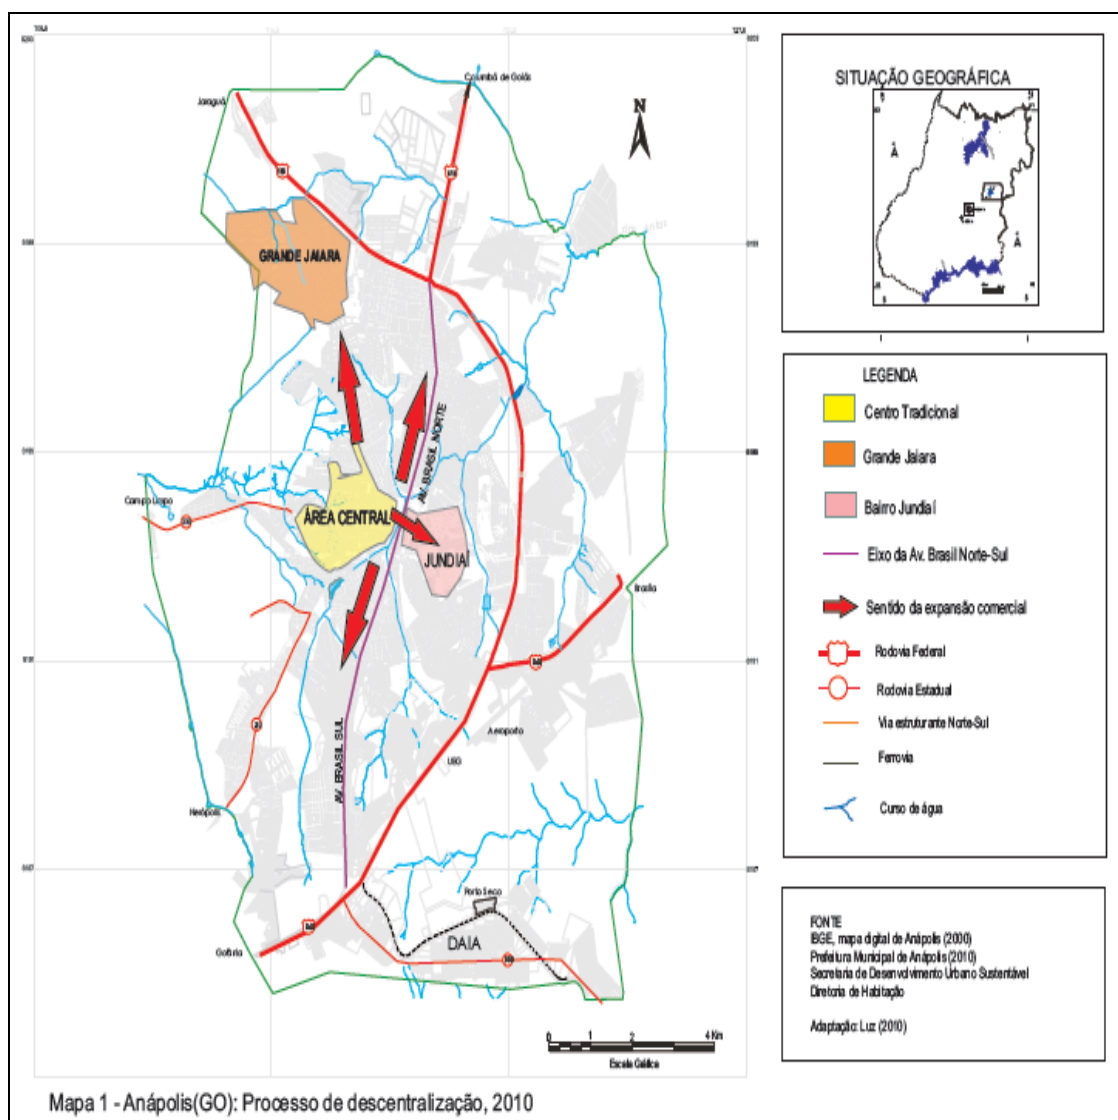 Corumbá de Goiás
Jaraguá
N
GRANDE JAIARA
AV. BRASIL NORTE
Campo Limpo
ÁREA CENTRAL
JUNDIAÍ
Brasília
Aeroporto
UEG
AV. BRASIL SUL
Nerópolis
Porto Seco
DAIA
Goiânia
0 1 2 4 Km
Escala Gráfica
Mapa 1 - Anápolis(GO): Processo de descentralização, 2010
SITUAÇÃO GEOGRÁFICA
LEGENDA
Centro Tradicional
Grande Jaiara
Bairro Jundiaí
Eixo da Av. Brasil Norte-Sul
Sentido da expansão comercial
Rodovia Federal
Rodovia Estadual
Via estruturante Norte-Sul
Ferrovia
Curso de água
FONTE
IBGE, mapa digital de Anápolis (2000)
Prefeitura Municipal de Anápolis (2010)
Secretaria de Desenvolvimento Urbano Sustentável
Diretoria de Habitação
Adaptação: Luz (2010)